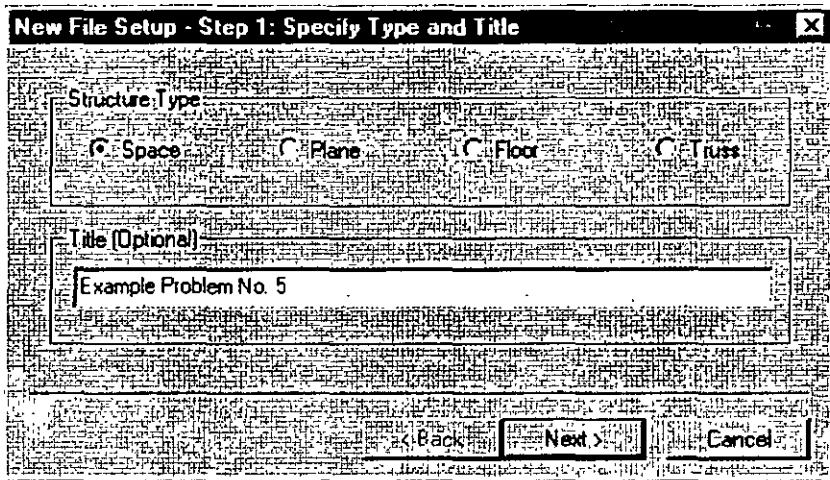 New File Setup - Step 1: Specify Type and Title
Structure Type
Space Plane Floor Truss
Title (Optional)
Example Problem No. 5
< Back Next > Cancel